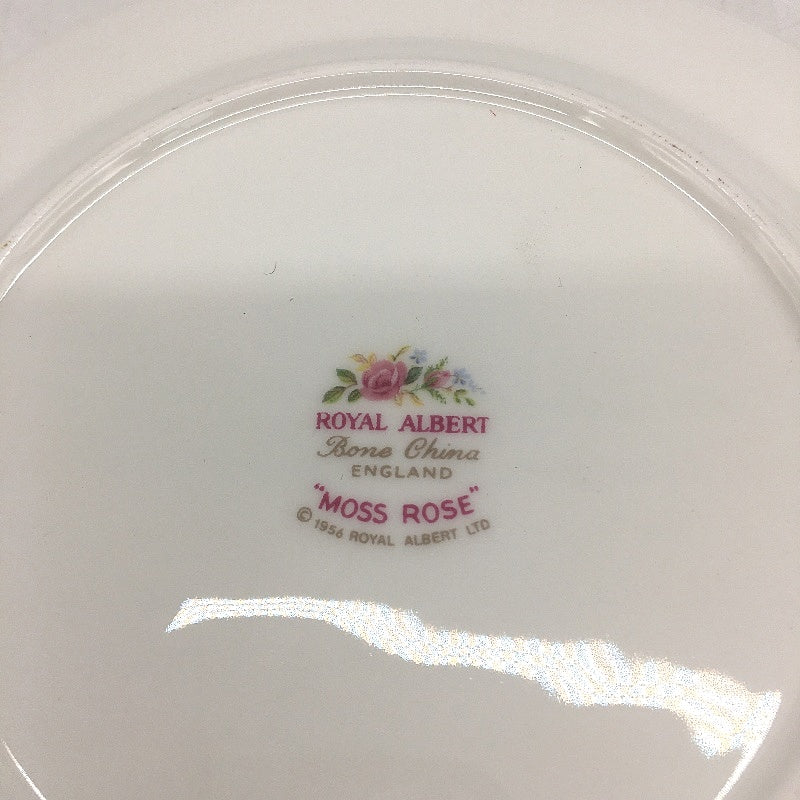 ROYAL ALBERT
Bone China
ENGLAND
"MOSS ROSE"
© 1956 ROYAL ALBERT LTD